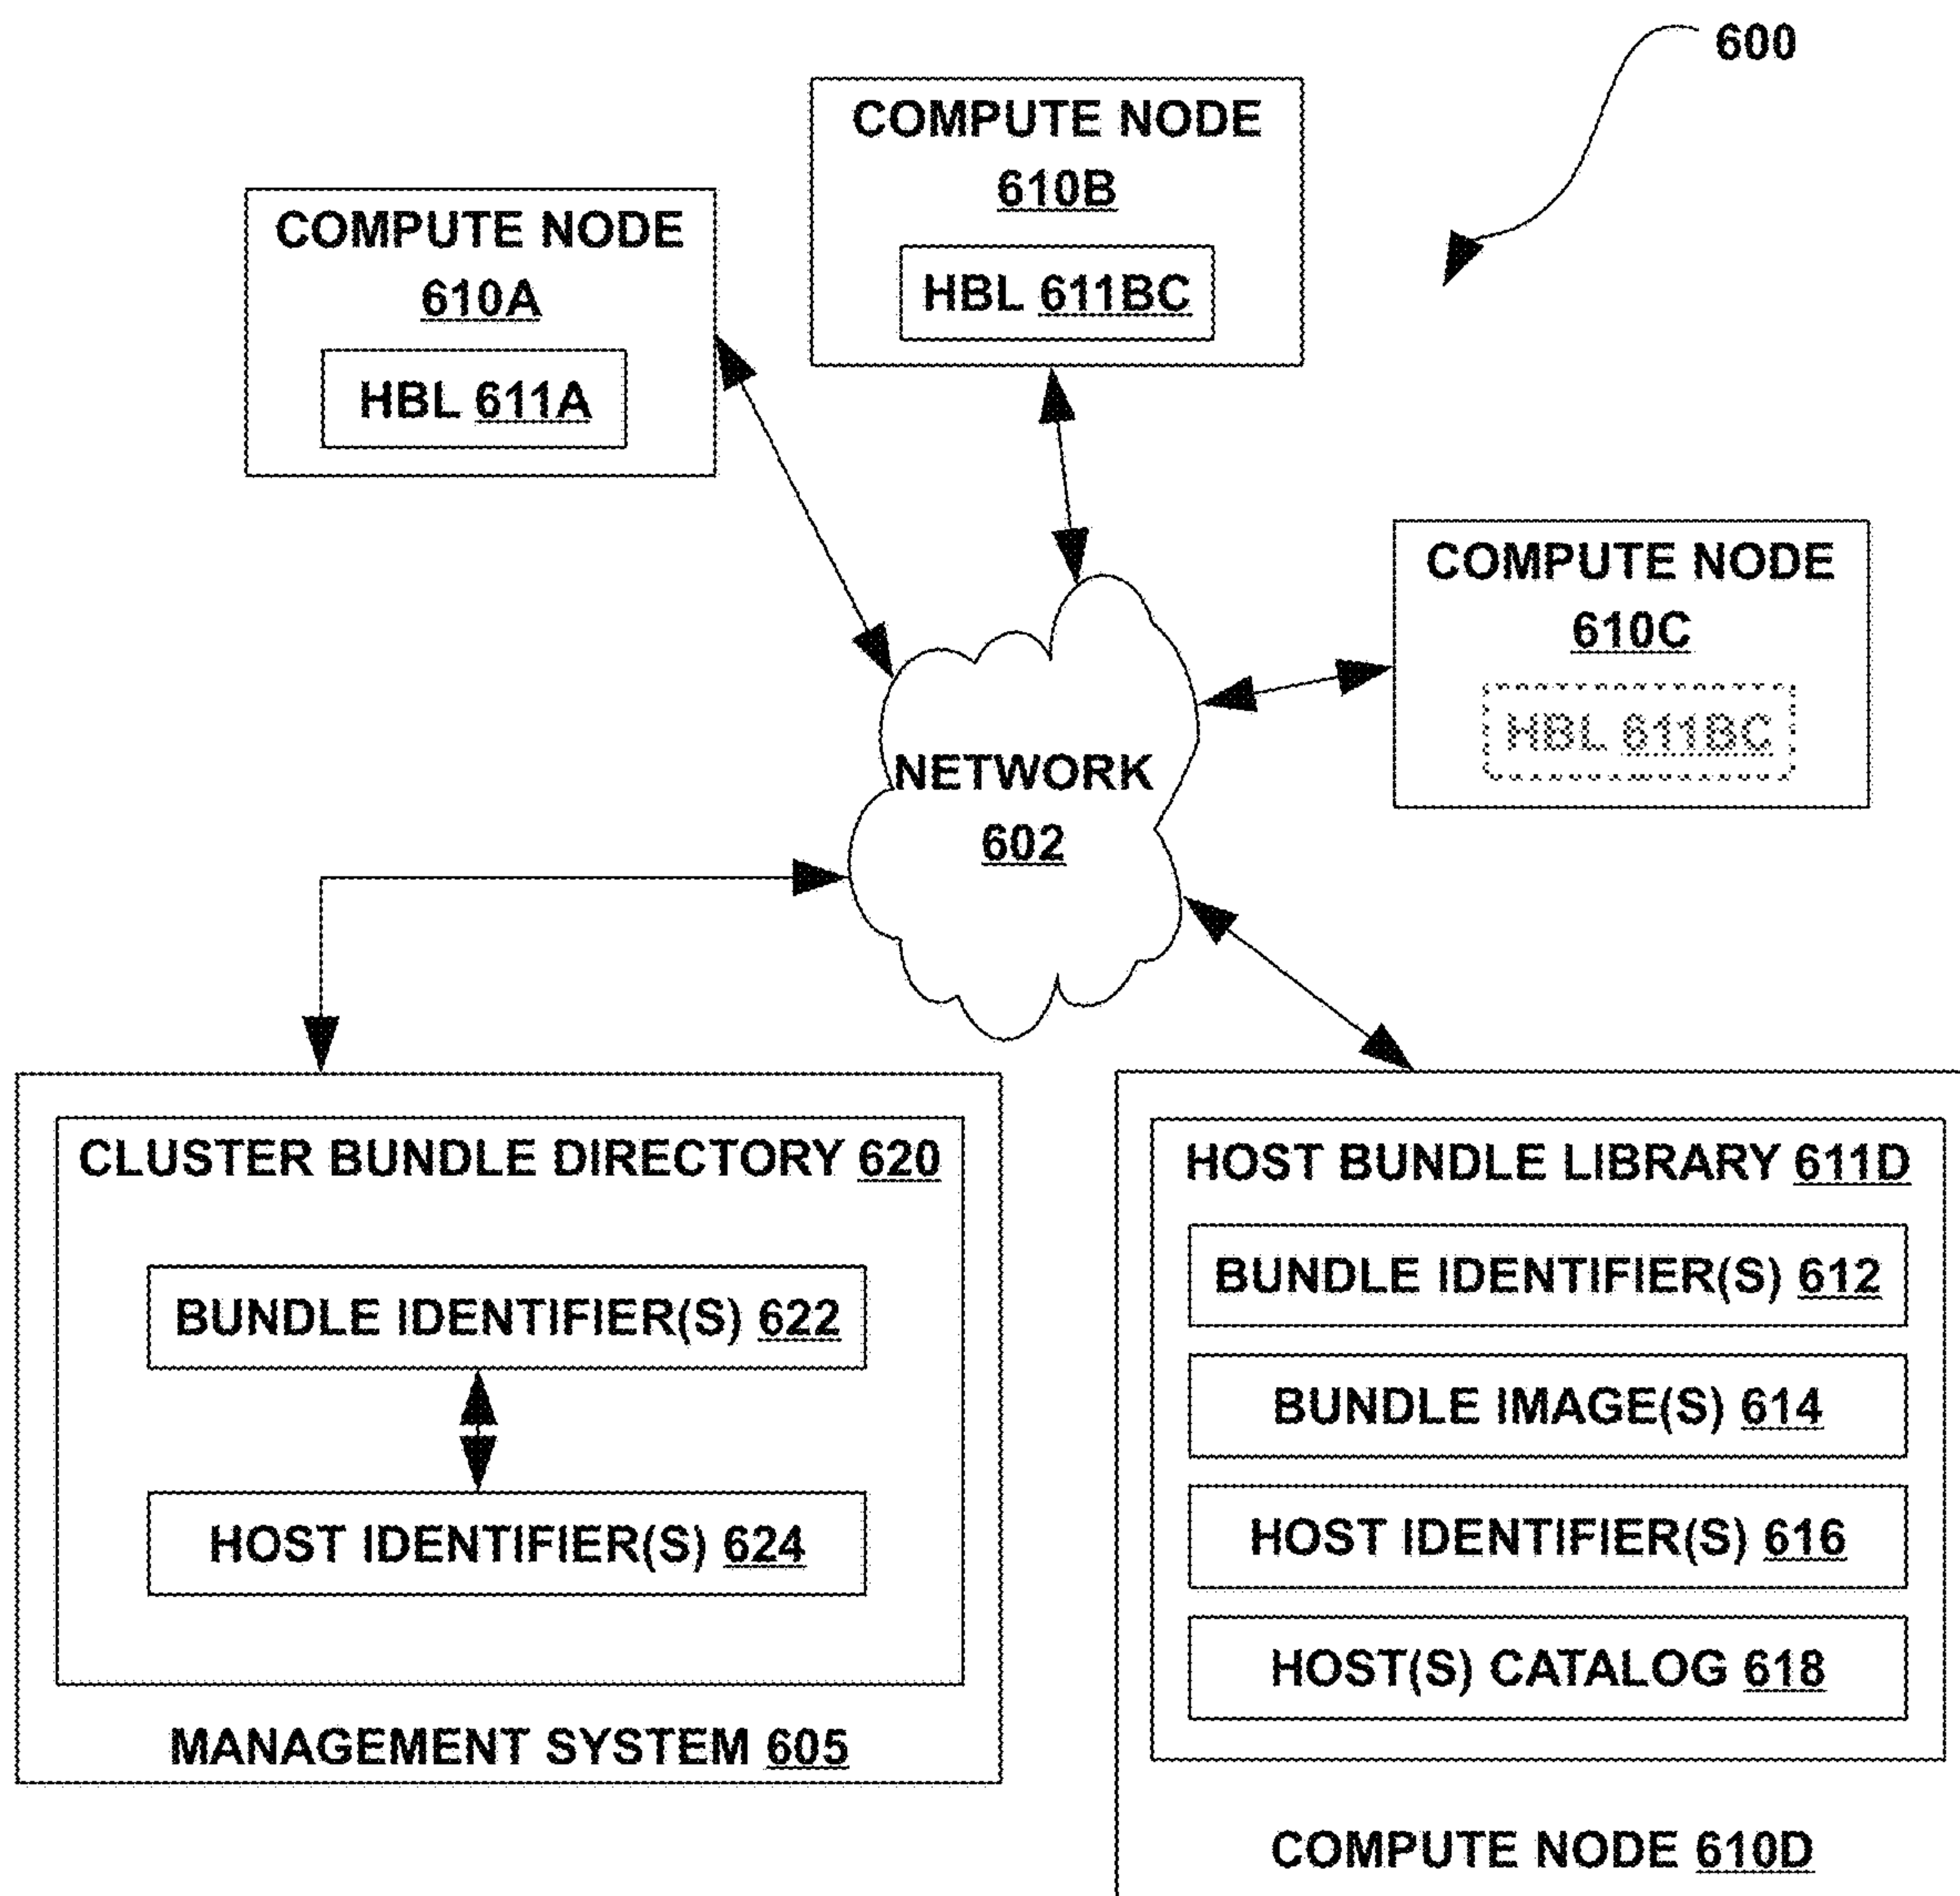 600
COMPUTE NODE
610B
HBL 611BC
COMPUTE NODE
610A
HBL 611A
COMPUTE NODE
610C
HBL 611BC
NETWORK
602
CLUSTER BUNDLE DIRECTORY 620
BUNDLE IDENTIFIER(S) 622
HOST IDENTIFIER(S) 624
MANAGEMENT SYSTEM 605
HOST BUNDLE LIBRARY 611D
BUNDLE IDENTIFIER(S) 612
BUNDLE IMAGE(S) 614
HOST IDENTIFIER(S) 616
HOST(S) CATALOG 618
COMPUTE NODE 610D